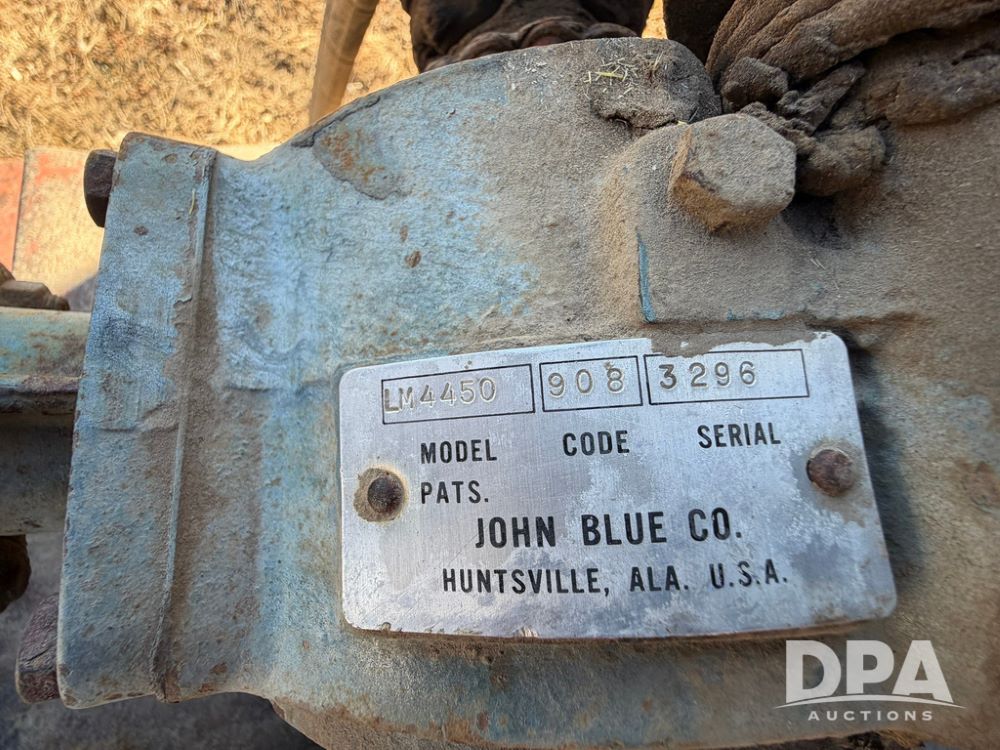 LM4450 908 3296
MODEL CODE SERIAL
PATS.
JOHN BLUE CO.
HUNTSVILLE, ALA. U.S.A.
DPA
AUCTIONS